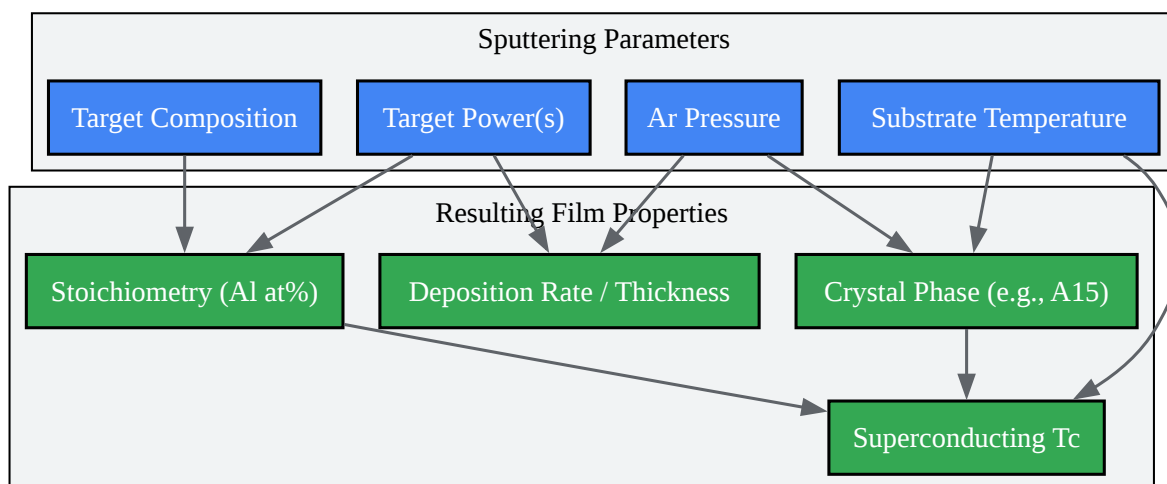 Sputtering Parameters
Target Composition
Target Power(s)
Ar Pressure
Substrate Temperature
Resulting Film Properties
Stoichiometry (Al at%)
Deposition Rate / Thickness
Crystal Phase (e.g., A15)
Superconducting Tc